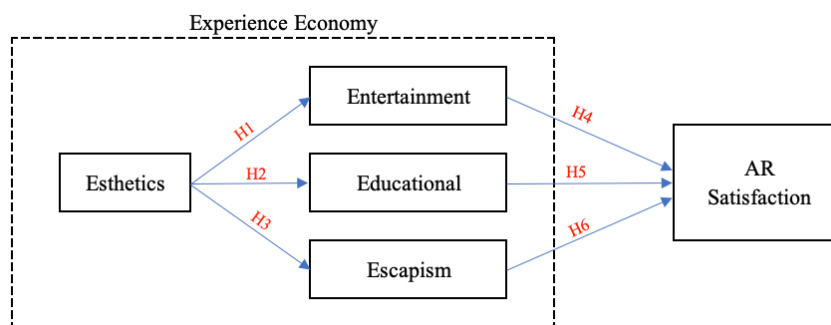 Experience Economy
Entertainment
H1
H4
Esthetics
H2
Educational
H5
AR
Satisfaction
H3
Escapism
H6